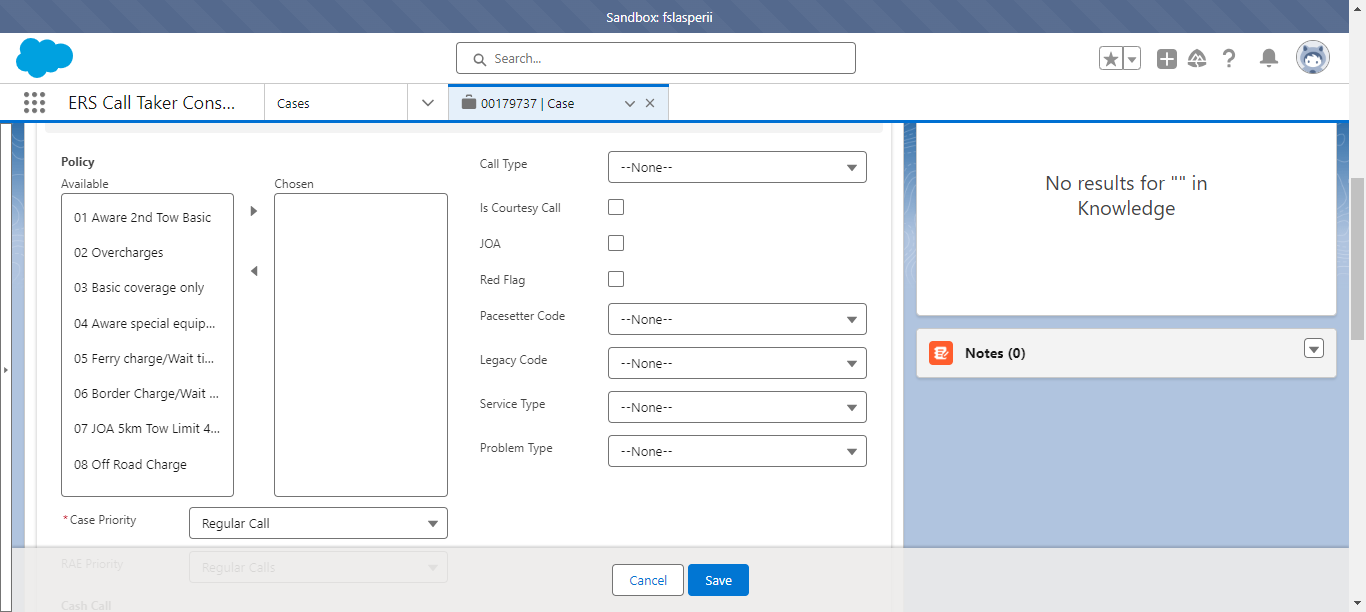 Sandbox: fslasperii
Search...
ERS Call Taker Cons...
Cases
00179737 | Case
Policy
Available
Chosen
01 Aware 2nd Tow Basic
02 Overcharges
03 Basic coverage only
04 Aware special equip...
05 Ferry charge/Wait ti...
06 Border Charge/Wait ...
07 JOA 5km Tow Limit 4...
08 Off Road Charge
*Case Priority
Regular Call
RAE Priority
Regular Calls
Cash Call
Call Type
--None--
Is Courtesy Call
JOA
Red Flag
Pacesetter Code
--None--
Legacy Code
--None--
Service Type
--None--
Problem Type
--None--
Cancel
Save
No results for "" in
Knowledge
Notes (0)